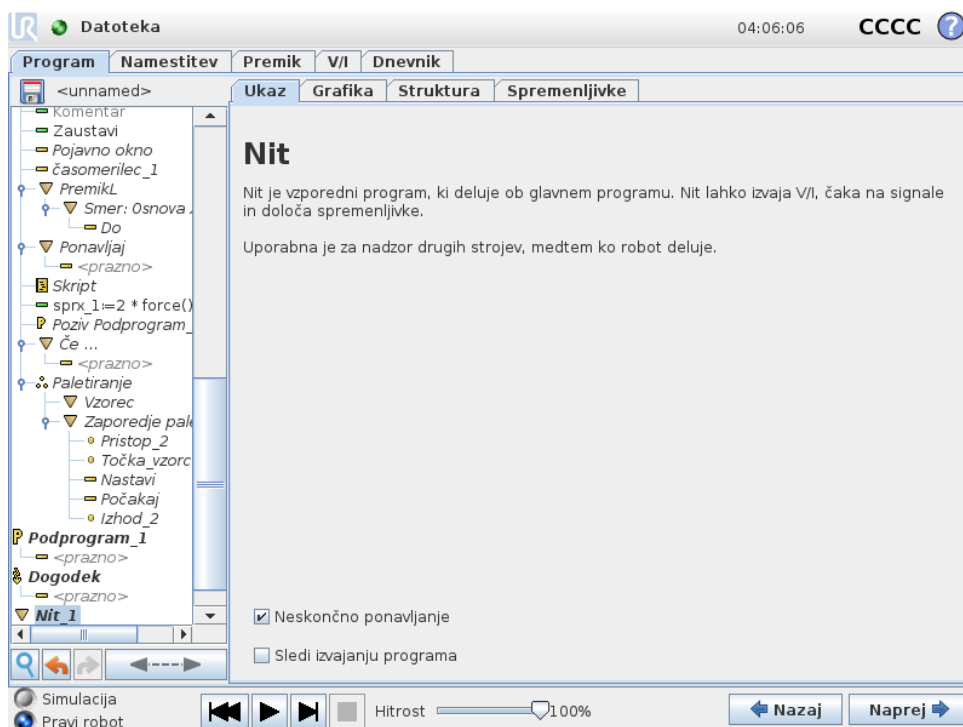 UR Datoteka 04:06:06 CCCC ?
Program Namestitev Premik V/I Dnevnik
<unnamed>
Ukaz Grafika Struktura Spremenljivke
Komentar
Zaustavi
Pojavno okno
časomerilec_1
PremikL
Smer: Osnova
Do
Ponavljaj
<prazno>
Skript
sprx_1:=2 * force()
Poziv Podprogram_
Če ...
<prazno>
Paletiranje
Vzorec
Zaporedje pale
Pristop_2
Točka_vzorc
Nastavi
Počakaj
Izhod_2
Podprogram_1
<prazno>
Dogodek
<prazno>
Nit_1
Nit
Nit je vzporedni program, ki deluje ob glavnem programu. Nit lahko izvaja V/I, čaka na signale
in določa spremenljivke.
Uporabna je za nadzor drugih strojev, medtem ko robot deluje.
Neskončno ponavljanje
Sledi izvajanju programa
Simulacija
Pravi robot
Hitrost 100%
Nazaj Naprej